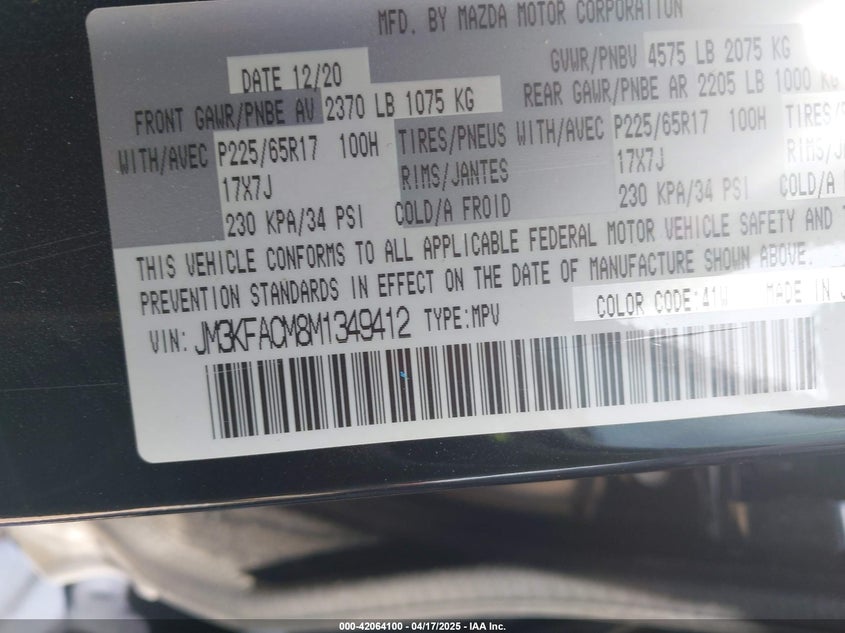 MFD. BY MAZDA MOTOR CORPORATION
DATE 12/20 GVWR/PNBV 4575 LB 2075 KG
FRONT GAWR/PNBE AV 2370 LB 1075 KG REAR GAWR/PNBE AR 2205 LB 1000 KG
WITH/AVEC P225/65R17 100H TIRES/PNEUS WITH/AVEC P225/65R17 100H TIRES/
17X7J RIMS/JANTES 17X7J RIMS/
230 KPA/34 PSI COLD/A FROID 230 KPA/34 PSI COLD/A
THIS VEHICLE CONFORMS TO ALL APPLICABLE FEDERAL MOTOR VEHICLE SAFETY AND
PREVENTION STANDARDS IN EFFECT ON THE DATE OF MANUFACTURE SHOWN ABOVE.
VIN: JM3KFACM8M1349412 TYPE:MPV COLOR CODE:41W MADE IN
000-42064100 - 04/17/2025 - IAA Inc.